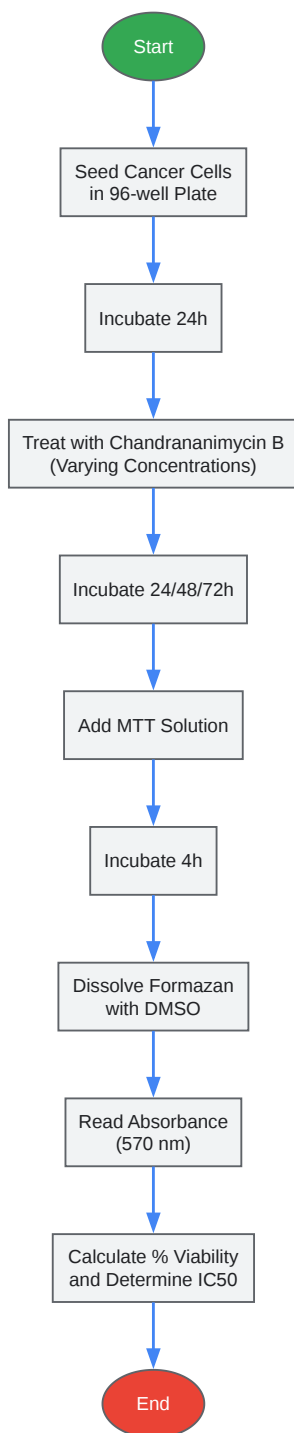 Start
Seed Cancer Cells
in 96-well Plate
Incubate 24h
Treat with Chandrananimycin B
(Varying Concentrations)
Incubate 24/48/72h
Add MTT Solution
Incubate 4h
Dissolve Formazan
with DMSO
Read Absorbance
(570 nm)
Calculate % Viability
and Determine IC50
End